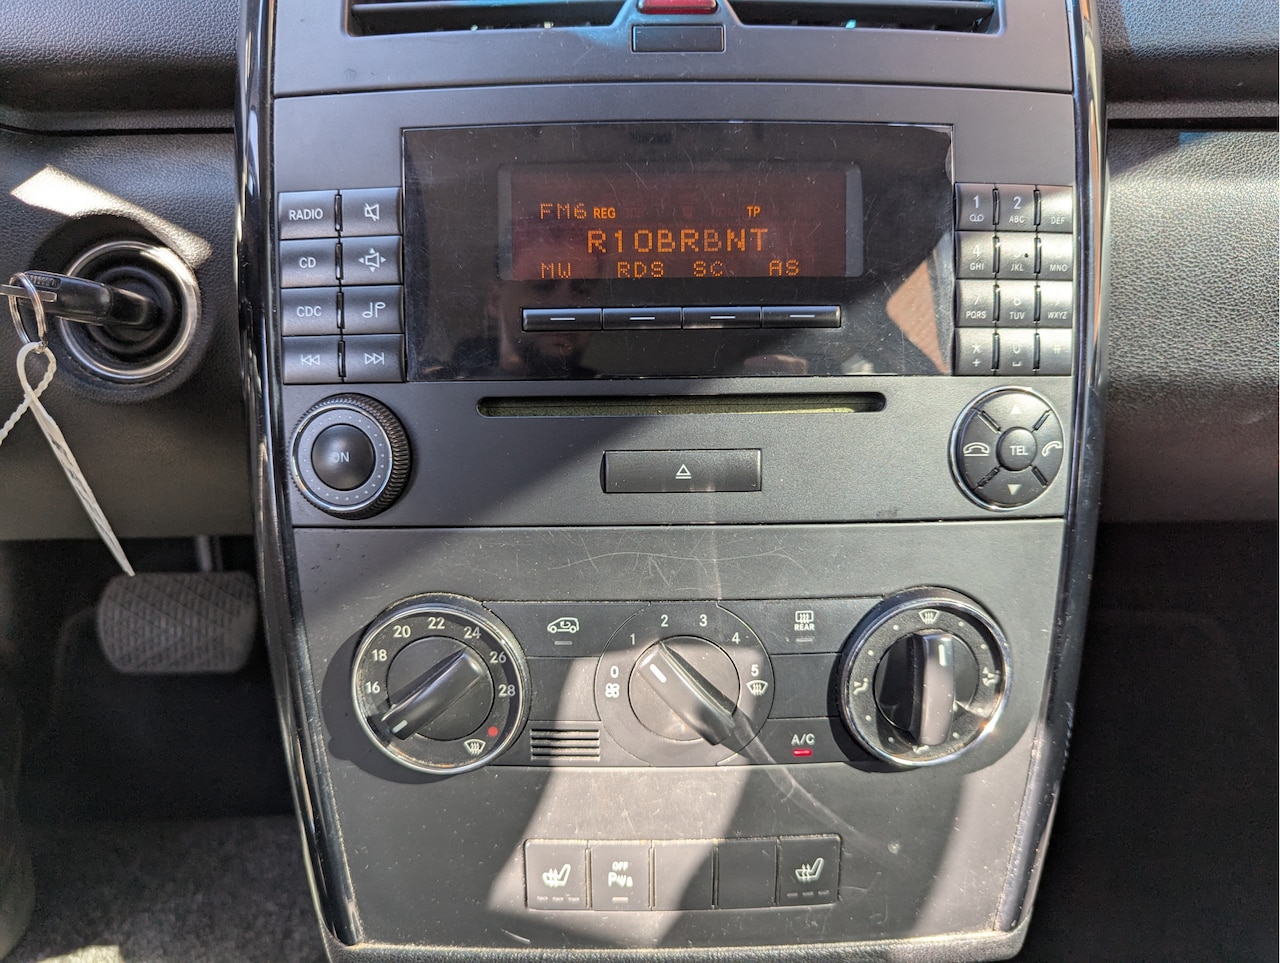 FM6 REG TP
R10BRBNT
MW RDS SC AS
RADIO
CD
CDC
ON
1
2 ABC
DEF
4 GHI
JKL
MNO
PQRS
TUV
WXYZ
TEL
16 18 20 22 24 26 28
0 1 2 3 4 5
REAR
A/C
OFF